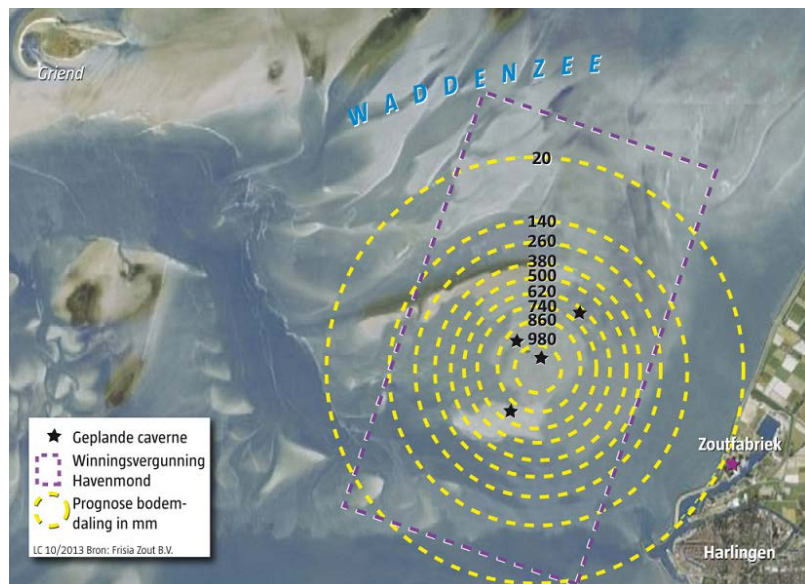 Griend
WADDENZEE
20
140
260
380
500
620
740
860
980
Geplande caverne
Winningsvergunning
Havenmond
Prognose bodem-
daling in mm
LC 10/2013 Bron: Frisia Zout B.V.
Zoutfabriek
Harlingen